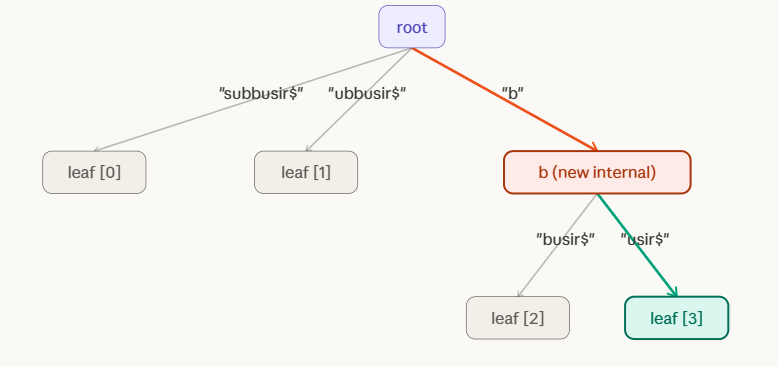 root
"subbusir$" "ubbusir$" "b"
leaf [0] leaf [1] b (new internal)
"busir$" "usir$"
leaf [2] leaf [3]